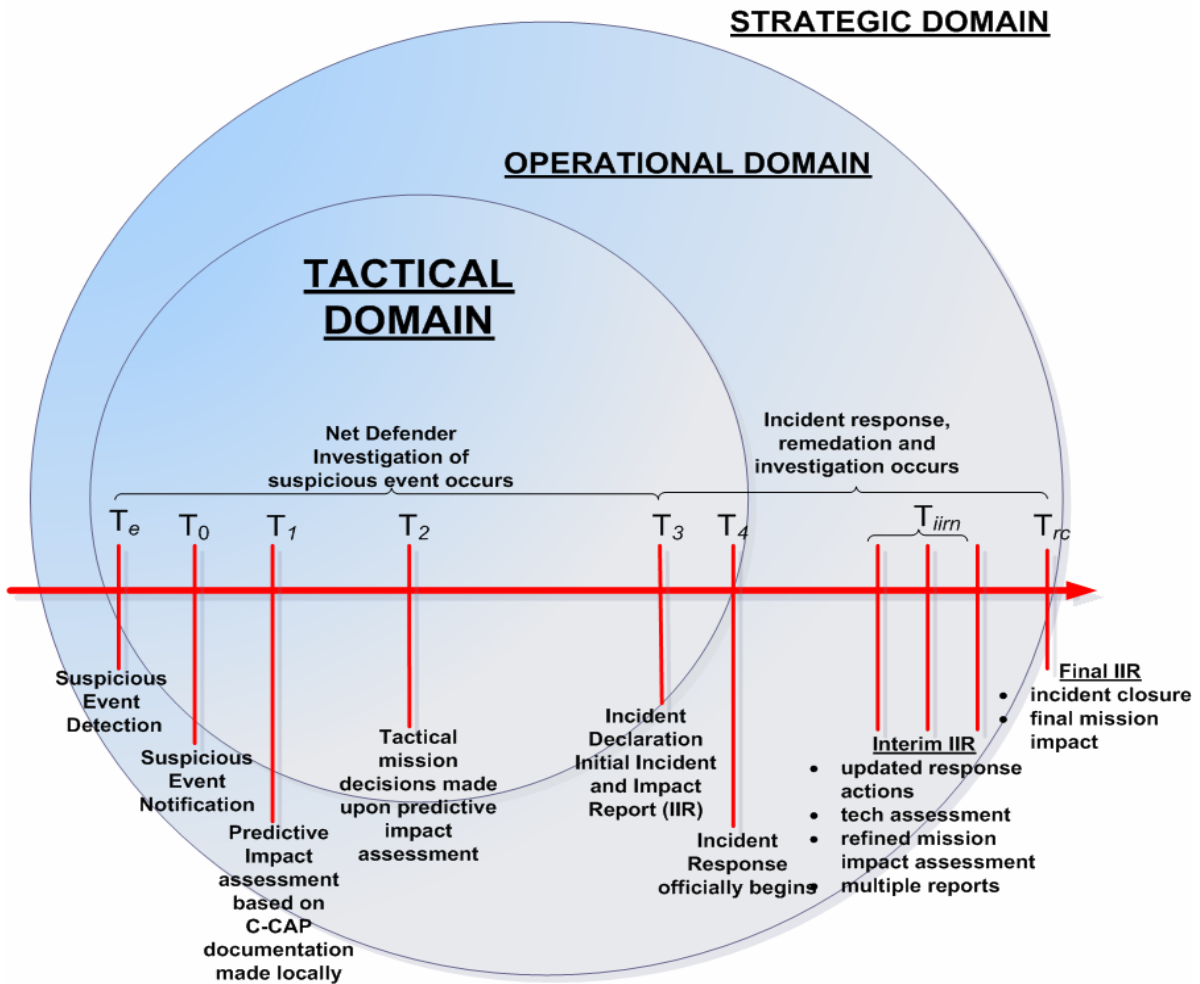 STRATEGIC DOMAIN
OPERATIONAL DOMAIN
TACTICAL
DOMAIN
Net Defender
Investigation of
suspicious event occurs
Incident response,
remedation and
investigation occurs
Te
T0
T1
T2
T3
T4
Tiirn
Trc
Suspicious
Event
Detection
Suspicious
Event
Notification
Predictive
Impact
assessment
based on
C-CAP
documentation
made locally
Tactical
mission
decisions made
upon predictive
impact
assessment
Incident
Declaration
Initial Incident
and Impact
Report (IIR)
Incident
Response
officially begins
Interim IIR
• updated response
actions
• tech assessment
• refined mission
impact assessment
• multiple reports
Final IIR
• incident closure
• final mission
impact